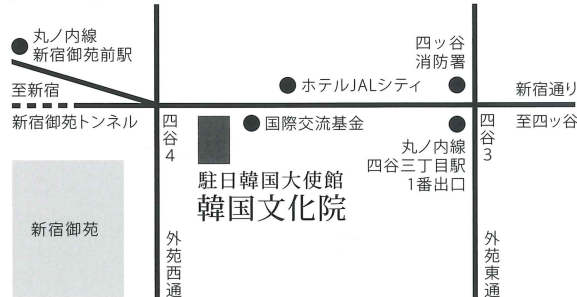 丸ノ内線
新宿御苑前駅
四ッ谷
消防署
ホテルJALシティ
至新宿
新宿通り
新宿御苑トンネル
四谷4
国際交流基金
四谷3
至四ッ谷
丸ノ内線
四谷三丁目駅
1番出口
駐日韓国大使館
韓国文化院
新宿御苑
外苑西通
外苑東通